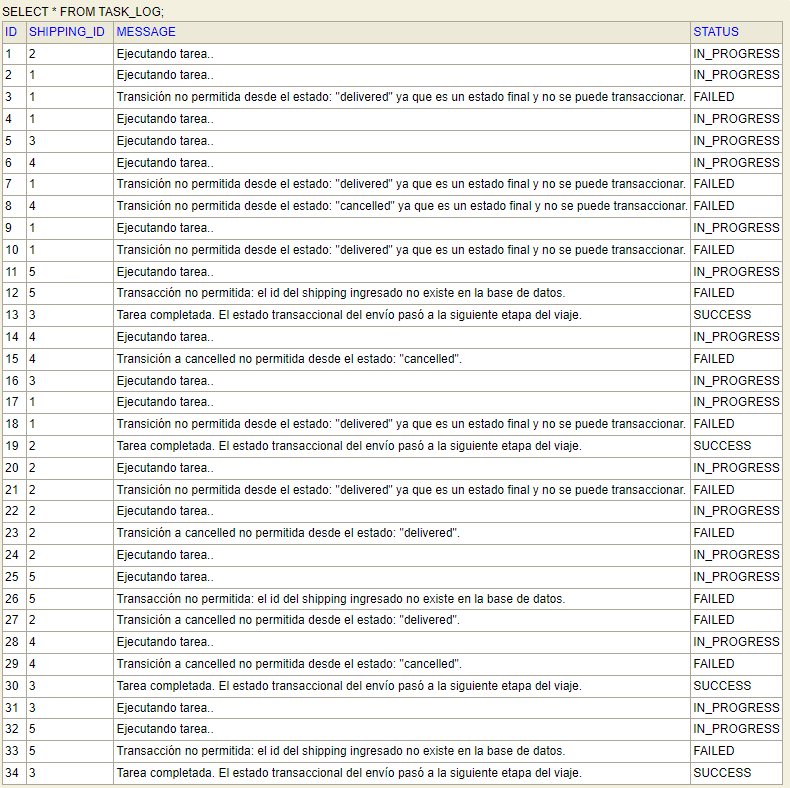 SELECT * FROM TASK_LOG;
ID SHIPPING_ID MESSAGE STATUS
1 2 Ejecutando tarea.. IN_PROGRESS
2 1 Ejecutando tarea.. IN_PROGRESS
3 1 Transición no permitida desde el estado: "delivered" ya que es un estado final y no se puede transaccionar. FAILED
4 1 Ejecutando tarea.. IN_PROGRESS
5 3 Ejecutando tarea.. IN_PROGRESS
6 4 Ejecutando tarea.. IN_PROGRESS
7 1 Transición no permitida desde el estado: "delivered" ya que es un estado final y no se puede transaccionar. FAILED
8 4 Transición no permitida desde el estado: "cancelled" ya que es un estado final y no se puede transaccionar. FAILED
9 1 Ejecutando tarea.. IN_PROGRESS
10 1 Transición no permitida desde el estado: "delivered" ya que es un estado final y no se puede transaccionar. FAILED
11 5 Ejecutando tarea.. IN_PROGRESS
12 5 Transacción no permitida: el id del shipping ingresado no existe en la base de datos. FAILED
13 3 Tarea completada. El estado transaccional del envío pasó a la siguiente etapa del viaje. SUCCESS
14 4 Ejecutando tarea.. IN_PROGRESS
15 4 Transición a cancelled no permitida desde el estado: "cancelled". FAILED
16 3 Ejecutando tarea.. IN_PROGRESS
17 1 Ejecutando tarea.. IN_PROGRESS
18 1 Transición no permitida desde el estado: "delivered" ya que es un estado final y no se puede transaccionar. FAILED
19 2 Tarea completada. El estado transaccional del envío pasó a la siguiente etapa del viaje. SUCCESS
20 2 Ejecutando tarea.. IN_PROGRESS
21 2 Transición no permitida desde el estado: "delivered" ya que es un estado final y no se puede transaccionar. FAILED
22 2 Ejecutando tarea.. IN_PROGRESS
23 2 Transición a cancelled no permitida desde el estado: "delivered". FAILED
24 2 Ejecutando tarea.. IN_PROGRESS
25 5 Ejecutando tarea.. IN_PROGRESS
26 5 Transacción no permitida: el id del shipping ingresado no existe en la base de datos. FAILED
27 2 Transición a cancelled no permitida desde el estado: "delivered". FAILED
28 4 Ejecutando tarea.. IN_PROGRESS
29 4 Transición a cancelled no permitida desde el estado: "cancelled". FAILED
30 3 Tarea completada. El estado transaccional del envío pasó a la siguiente etapa del viaje. SUCCESS
31 3 Ejecutando tarea.. IN_PROGRESS
32 5 Ejecutando tarea.. IN_PROGRESS
33 5 Transacción no permitida: el id del shipping ingresado no existe en la base de datos. FAILED
34 3 Tarea completada. El estado transaccional del envío pasó a la siguiente etapa del viaje. SUCCESS